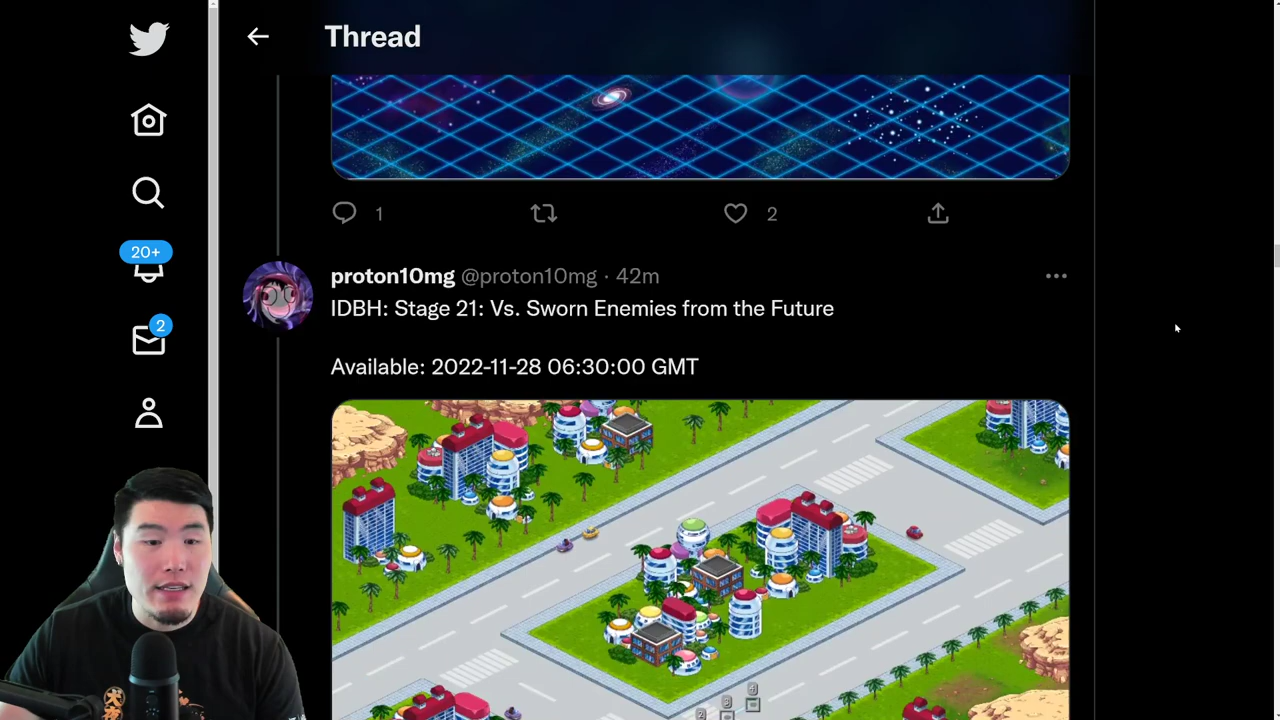 Thread
1
2
20+
proton10mg @proton10mg · 42m
IDBH: Stage 21: Vs. Sworn Enemies from the Future
2
Available: 2022-11-28 06:30:00 GMT